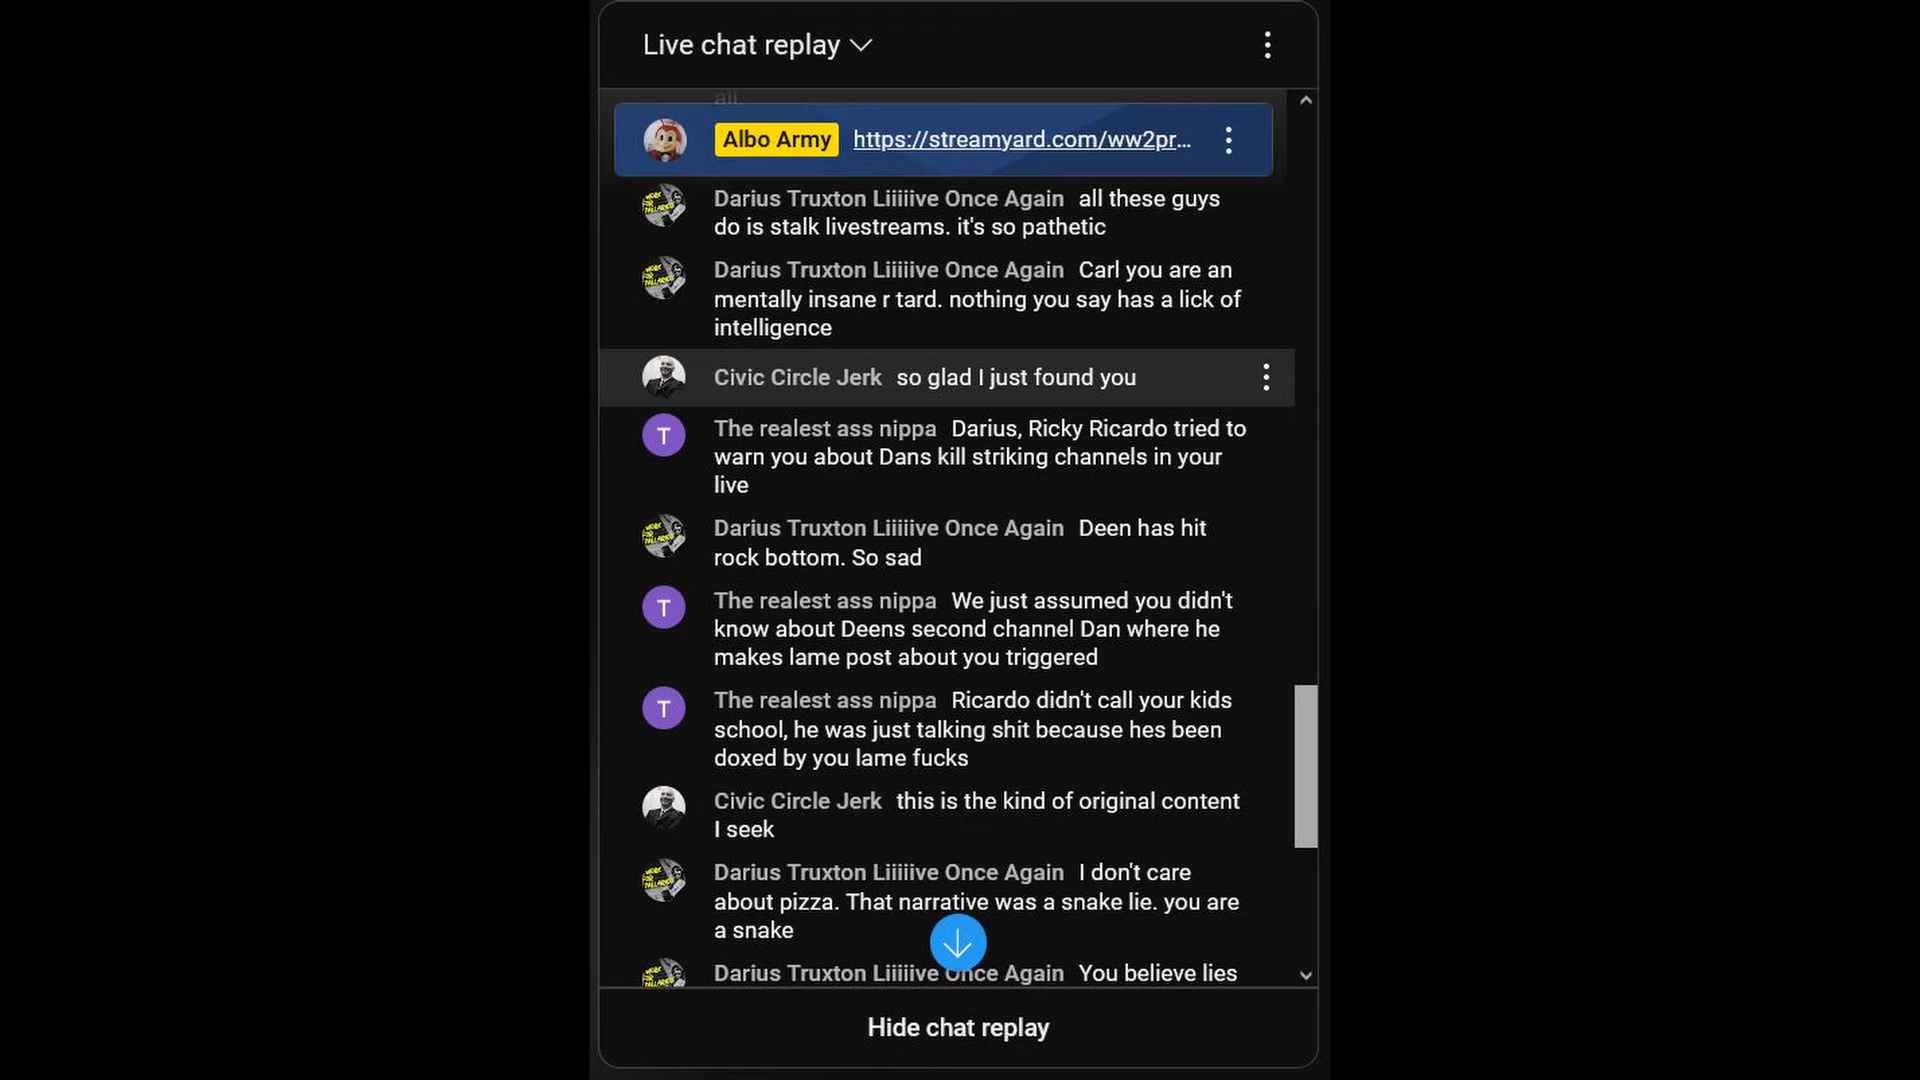 Live chat replay
all.
Albo Army https://streamyard.com/ww2pr...
Darius Truxton Liiiiive Once Again all these guys
do is stalk livestreams. it's so pathetic
Darius Truxton Liiiiive Once Again Carl you are an
mentally insane r tard. nothing you say has a lick of
intelligence
Civic Circle Jerk so glad I just found you
T The realest ass nippa Darius, Ricky Ricardo tried to
warn you about Dans kill striking channels in your
live
Darius Truxton Liiiiive Once Again Deen has hit
rock bottom. So sad
T The realest ass nippa We just assumed you didn't
know about Deens second channel Dan where he
makes lame post about you triggered
T The realest ass nippa Ricardo didn't call your kids
school, he was just talking shit because hes been
doxed by you lame fucks
Civic Circle Jerk this is the kind of original content
I seek
Darius Truxton Liiiiive Once Again I don't care
about pizza. That narrative was a snake lie. you are
a snake
Darius Truxton Liiiiive Once Again You believe lies
Hide chat replay